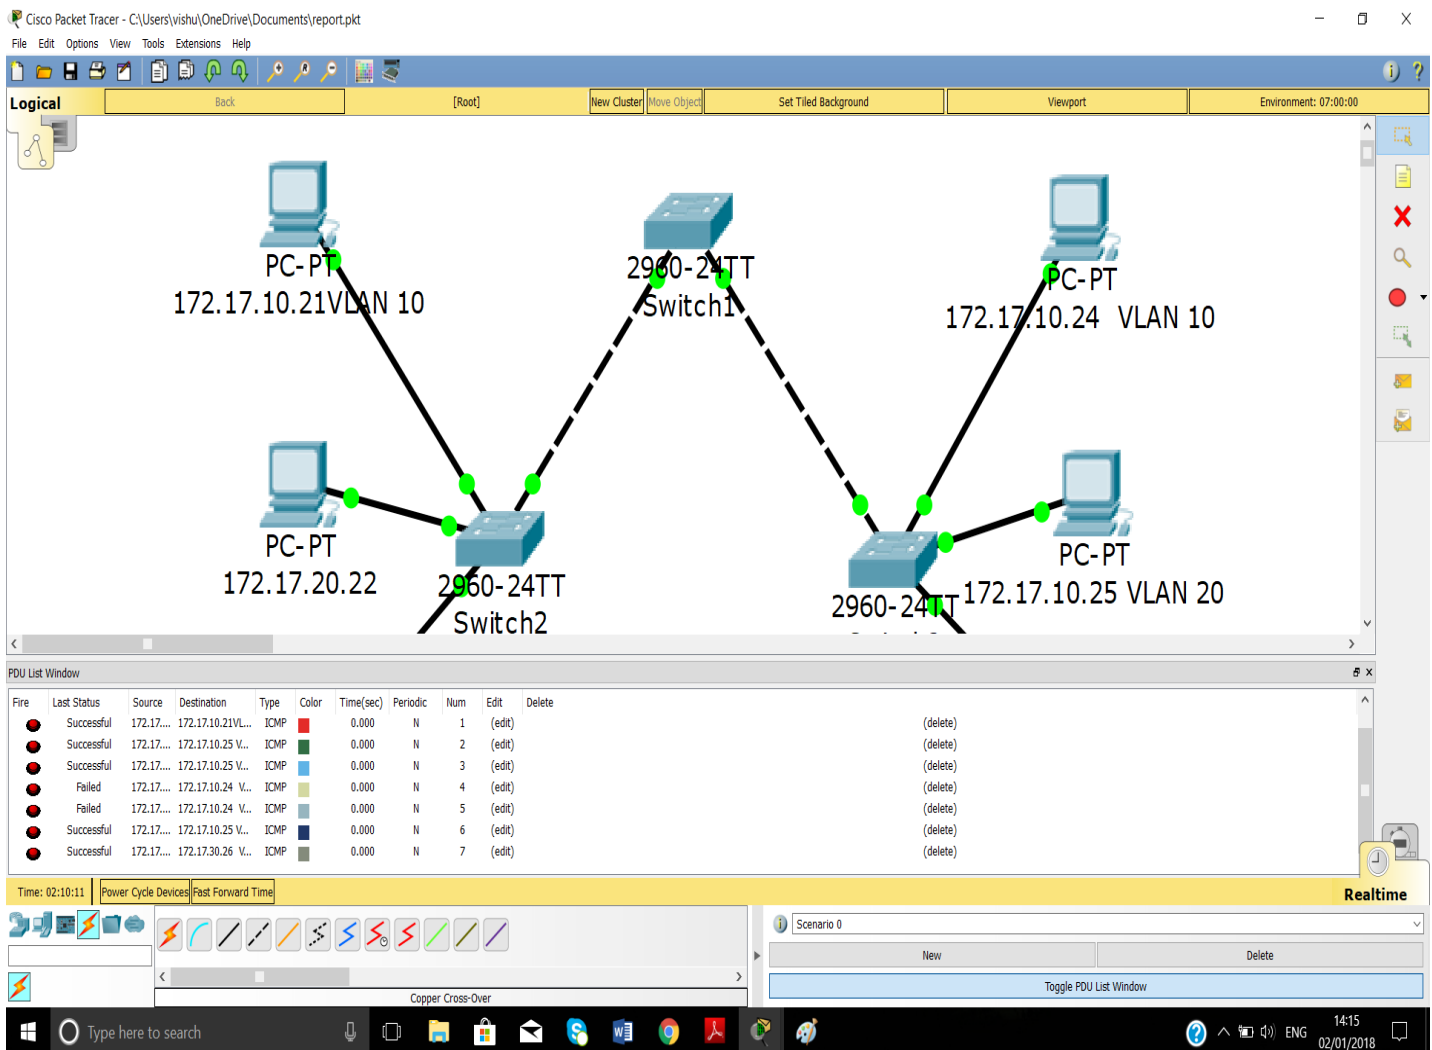 Cisco Packet Tracer - C:\Users\vishu\OneDrive\Documents\report.pkt
File Edit Options View Tools Extensions Help
Logical Back [Root] New Cluster Move Object Set Tiled Background Viewport Environment: 07:00:00
PC-PT
172.17.10.21VLAN 10
2960-24TT
Switch1
PC-PT
172.17.10.24 VLAN 10
PC-PT
172.17.20.22
2960-24TT
Switch2
PC-PT
172.17.10.25 VLAN 20
2960-24TT
PDU List Window
Fire Last Status Source Destination Type Color Time(sec) Periodic Num Edit Delete
Successful 172.17.... 172.17.10.21VL... ICMP 0.000 N 1 (edit) (delete)
Successful 172.17.... 172.17.10.25 V... ICMP 0.000 N 2 (edit) (delete)
Successful 172.17.... 172.17.10.25 V... ICMP 0.000 N 3 (edit) (delete)
Failed 172.17.... 172.17.10.24 V... ICMP 0.000 N 4 (edit) (delete)
Failed 172.17.... 172.17.10.24 V... ICMP 0.000 N 5 (edit) (delete)
Successful 172.17.... 172.17.10.25 V... ICMP 0.000 N 6 (edit) (delete)
Successful 172.17.... 172.17.30.26 V... ICMP 0.000 N 7 (edit) (delete)
Time: 02:10:11 Power Cycle Devices Fast Forward Time Realtime
Scenario 0
New Delete
Toggle PDU List Window
Copper Cross-Over
Type here to search
ENG
14:15
02/01/2018